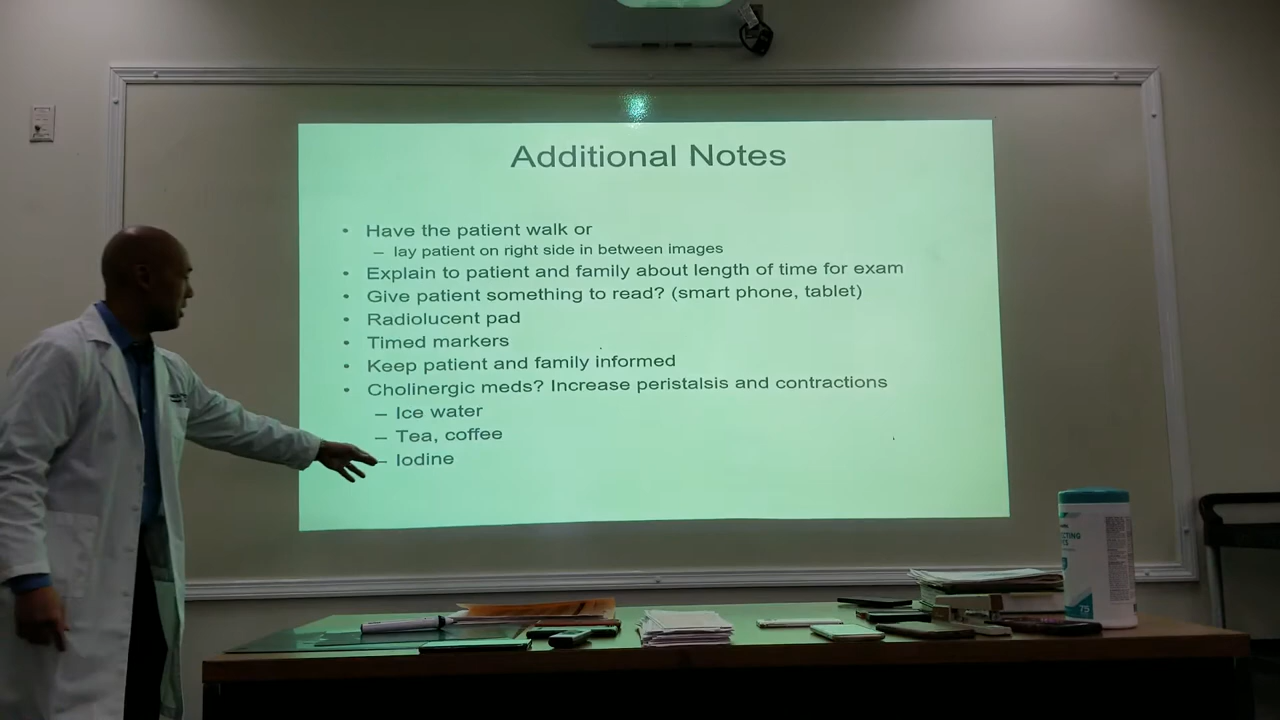 Additional Notes
• Have the patient walk or
– lay patient on right side in between images
• Explain to patient and family about length of time for exam
• Give patient something to read? (smart phone, tablet)
• Radiolucent pad
• Timed markers
• Keep patient and family informed
• Cholinergic meds? Increase peristalsis and contractions
– Ice water
– Tea, coffee
– Iodine
75